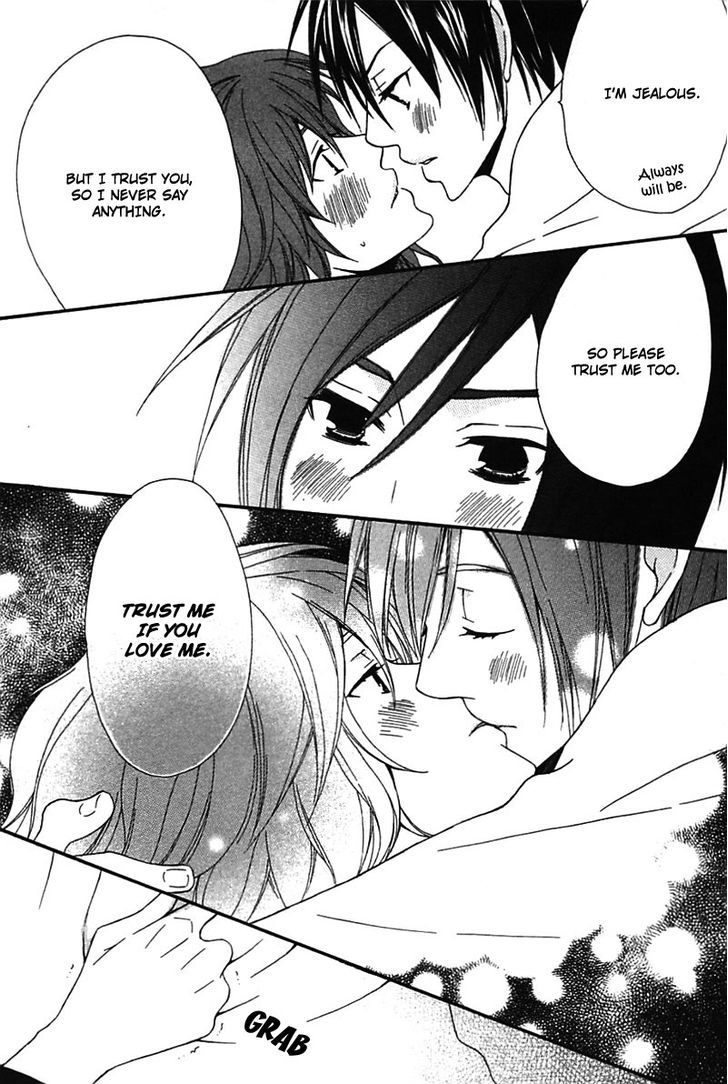 I'M JEALOUS.
Always
will be.
BUT I TRUST YOU,
SO I NEVER SAY
ANYTHING.
SO PLEASE
TRUST ME TOO.
TRUST ME
IF YOU
LOVE ME.
GRAB